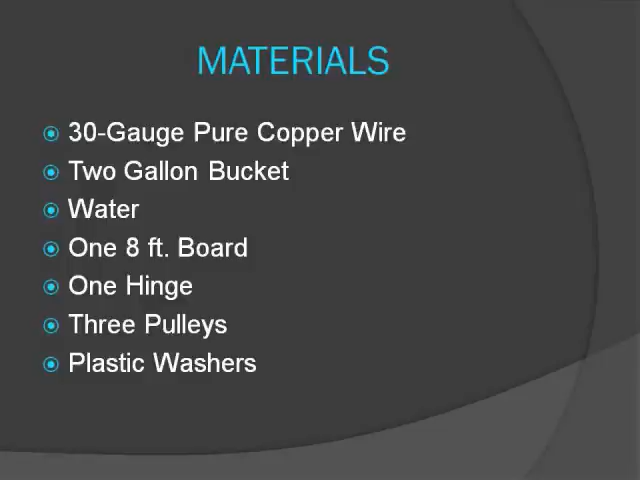 MATERIALS
30-Gauge Pure Copper Wire
Two Gallon Bucket
Water
One 8 ft. Board
One Hinge
Three Pulleys
Plastic Washers